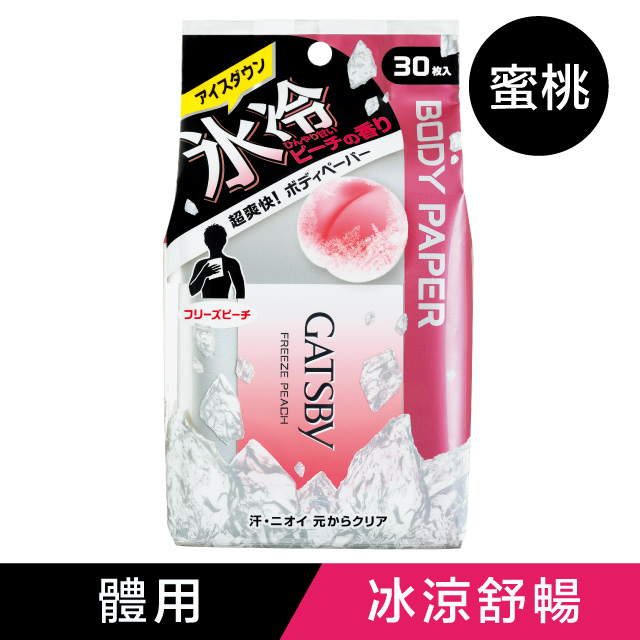 30枚入
蜜桃
アイスダウン
氷冷
ひんやり甘い
ピーチの香り
超爽快!ボディペーパー
BODY PAPER
フリーズピーチ
GATSBY
FREEZE PEACH
汗・ニオイ 元からクリア
體用
冰涼舒暢